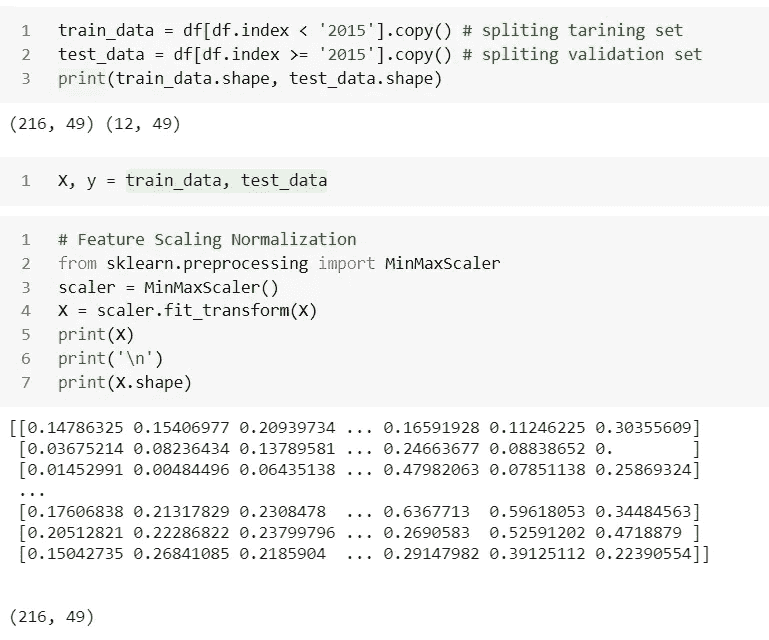 1 train_data = df[df.index < '2015'].copy() # spliting tarining set
2 test_data = df[df.index >= '2015'].copy() # spliting validation set
3 print(train_data.shape, test_data.shape)
(216, 49) (12, 49)
1 X, y = train_data, test_data
1 # Feature Scaling Normalization
2 from sklearn.preprocessing import MinMaxScaler
3 scaler = MinMaxScaler()
4 X = scaler.fit_transform(X)
5 print(X)
6 print('\n')
7 print(X.shape)
[[0.14786325 0.15406977 0.20939734 ... 0.16591928 0.11246225 0.30355609]
[0.03675214 0.08236434 0.13789581 ... 0.24663677 0.08838652 0. ]
[0.01452991 0.00484496 0.06435138 ... 0.47982063 0.07851138 0.25869324]
...
[0.17606838 0.21317829 0.2308478 ... 0.6367713 0.59618053 0.34484563]
[0.20512821 0.22286822 0.23799796 ... 0.2690583 0.52591202 0.4718879 ]
[0.15042735 0.26841085 0.2185904 ... 0.29147982 0.39125112 0.22390554]]
(216, 49)